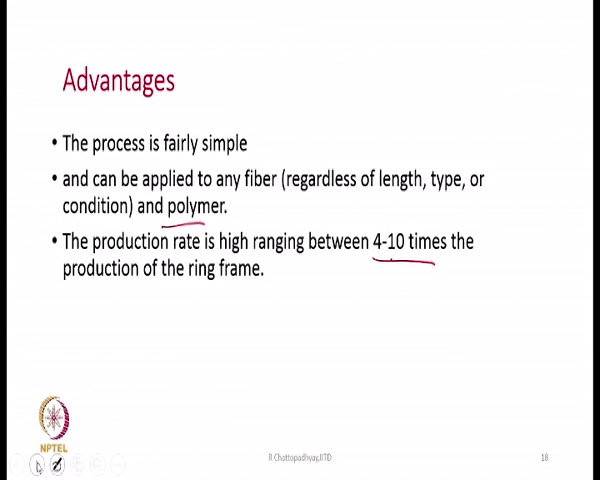 Advantages
• The process is fairly simple
• and can be applied to any fiber (regardless of length, type, or
condition) and polymer.
• The production rate is high ranging between 4-10 times the
production of the ring frame.
NPTEL
R Chottopadhyay,IITD
18